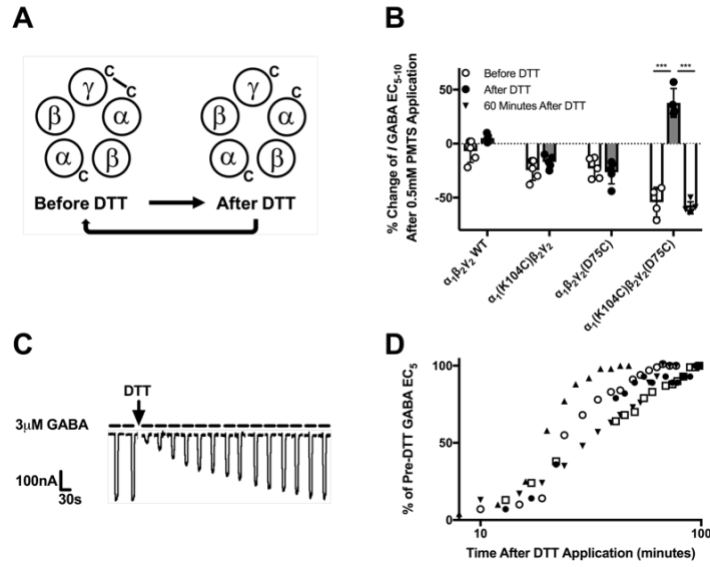 A
C
C
γ
β
α
α
β
C
Before DTT
C
γ
C
β
α
α
β
C
After DTT
B
% Change of I GABA EC5-10
After 0.5mM PMTS Application
50
0
-50
Before DTT
After DTT
60 Minutes After DTT
***
***
α1β2γ2 WT
α1(K104C)β2γ2
α1β2γ2(D75C)
α1(K104C)β2γ2(D75C)
C
DTT
3μM GABA
100nA
30s
D
% of Pre-DTT GABA EC5
100
50
0
10
100
Time After DTT Application (minutes)